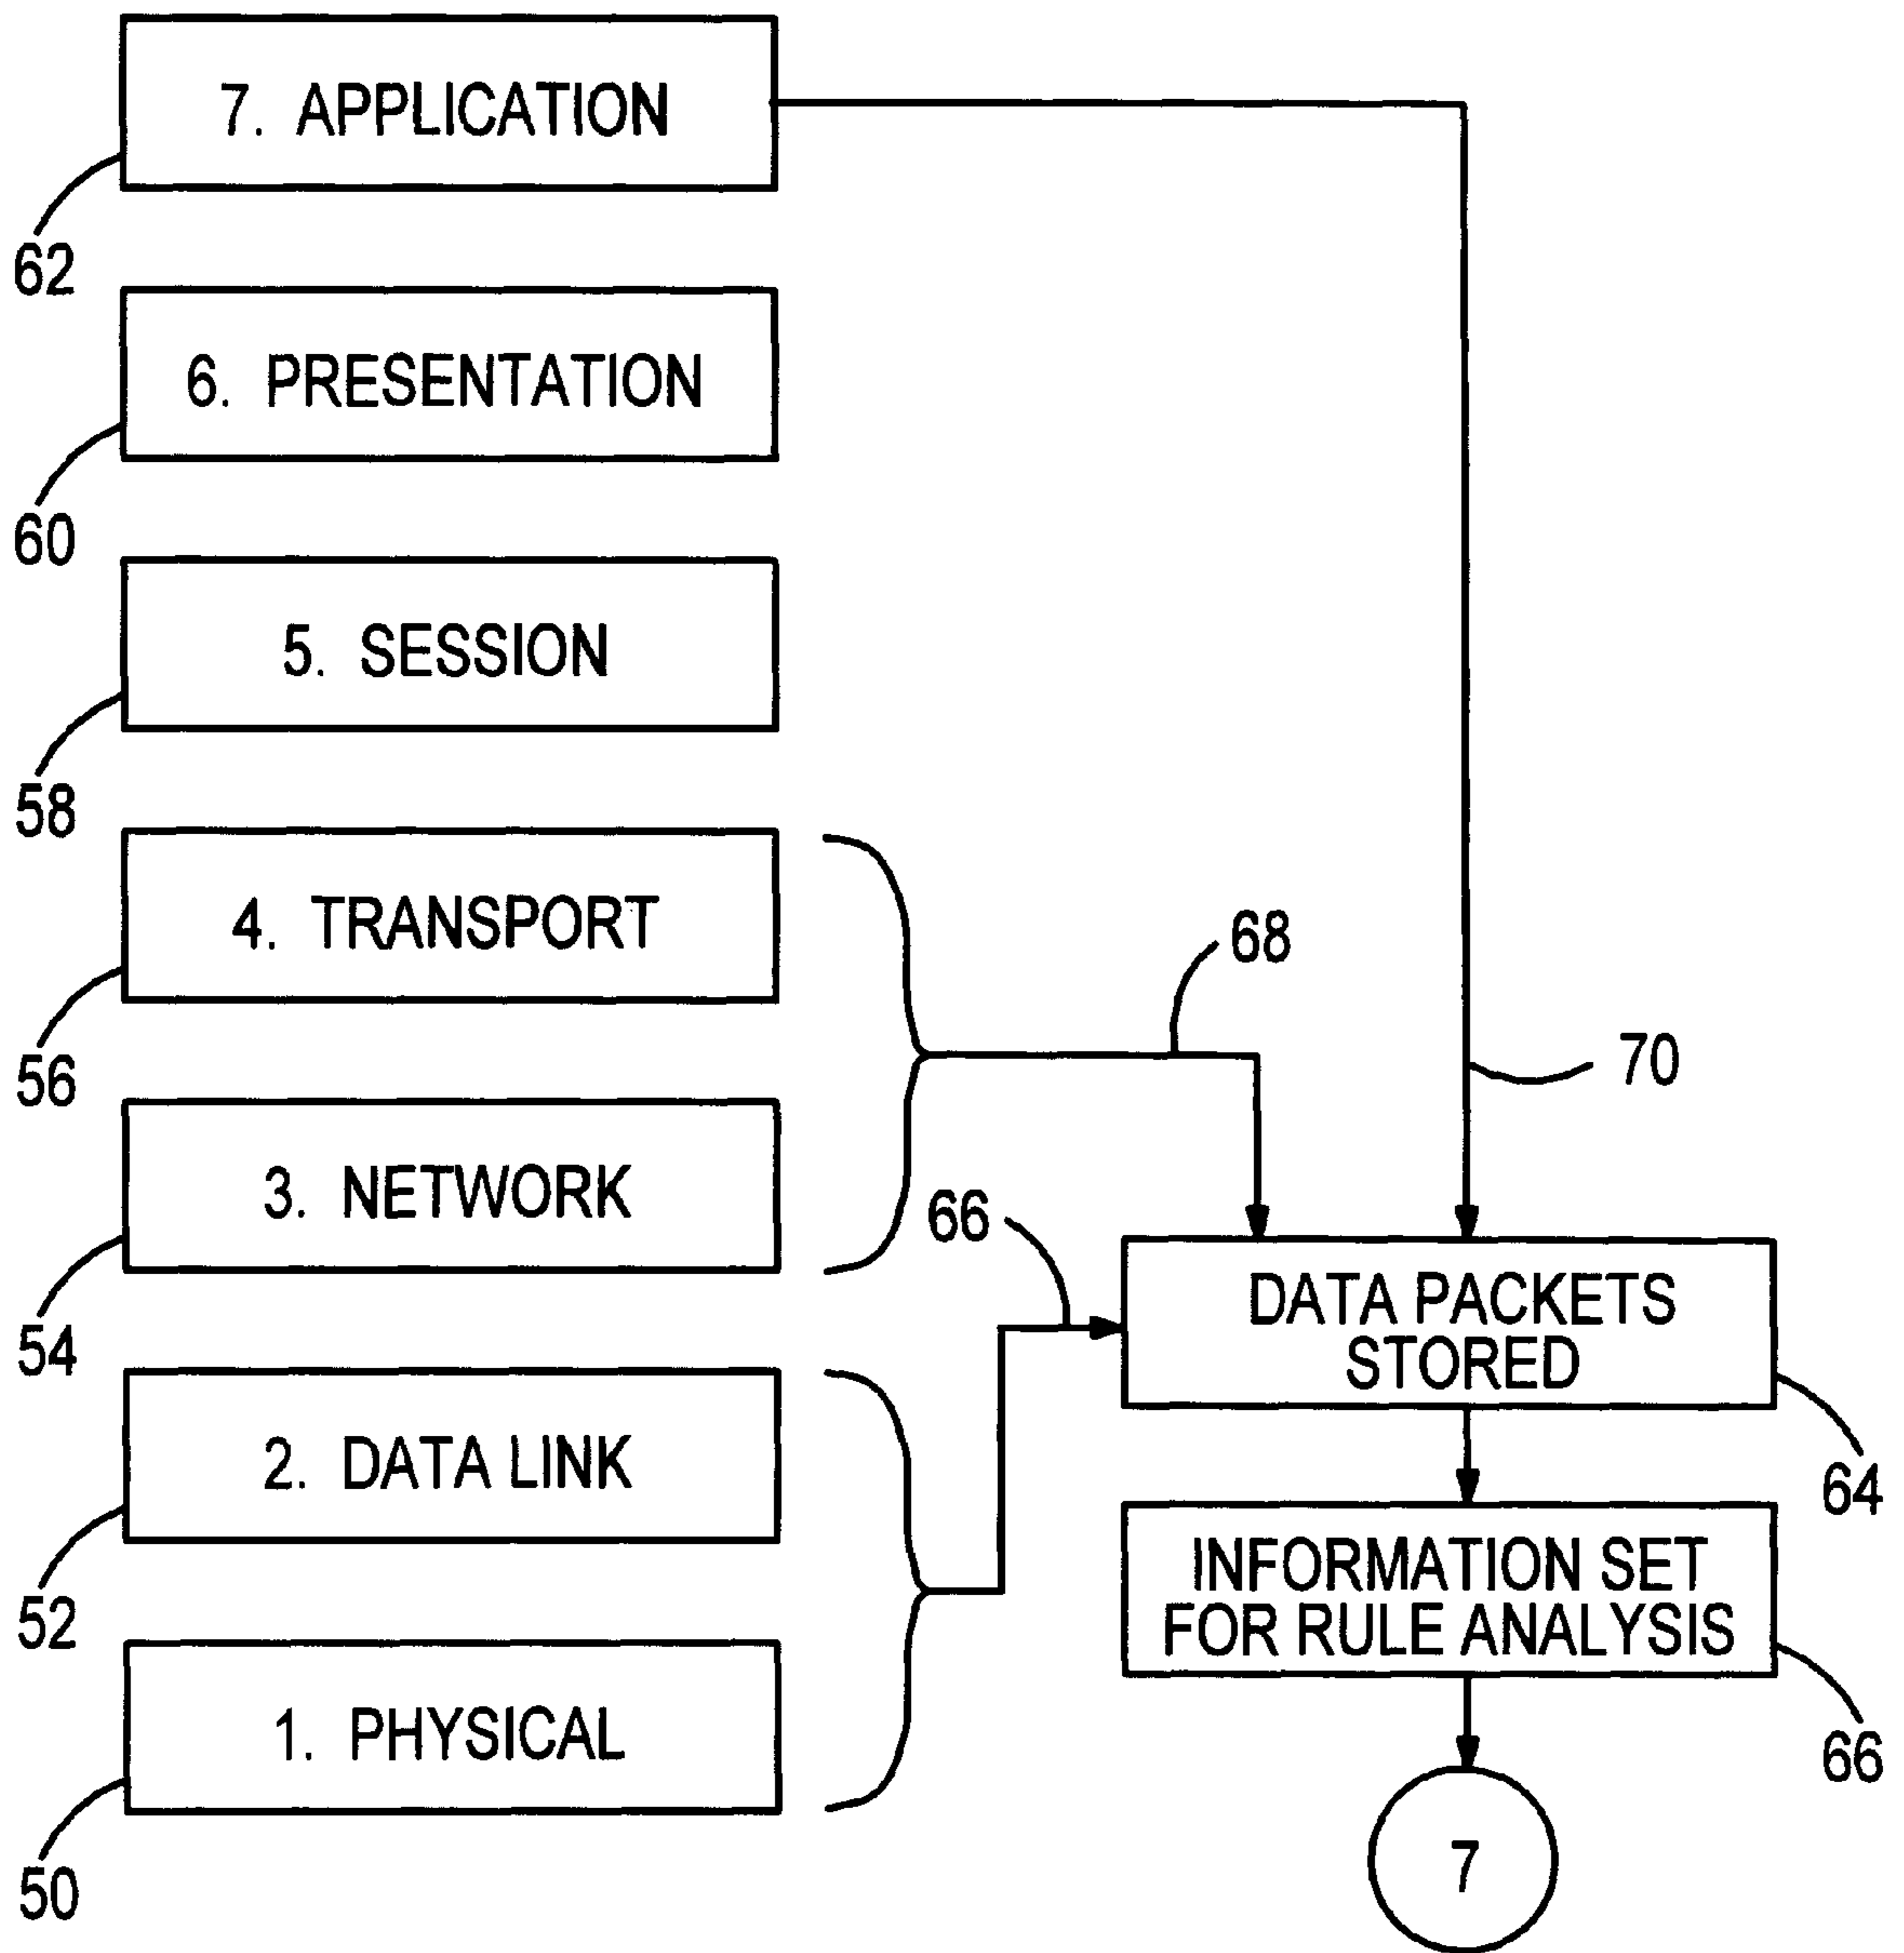 7. APPLICATION
62
6. PRESENTATION
60
5. SESSION
58
4. TRANSPORT
56
68
70
3. NETWORK
54
66
DATA PACKETS
STORED
64
2. DATA LINK
52
INFORMATION SET
FOR RULE ANALYSIS
66
1. PHYSICAL
50
7